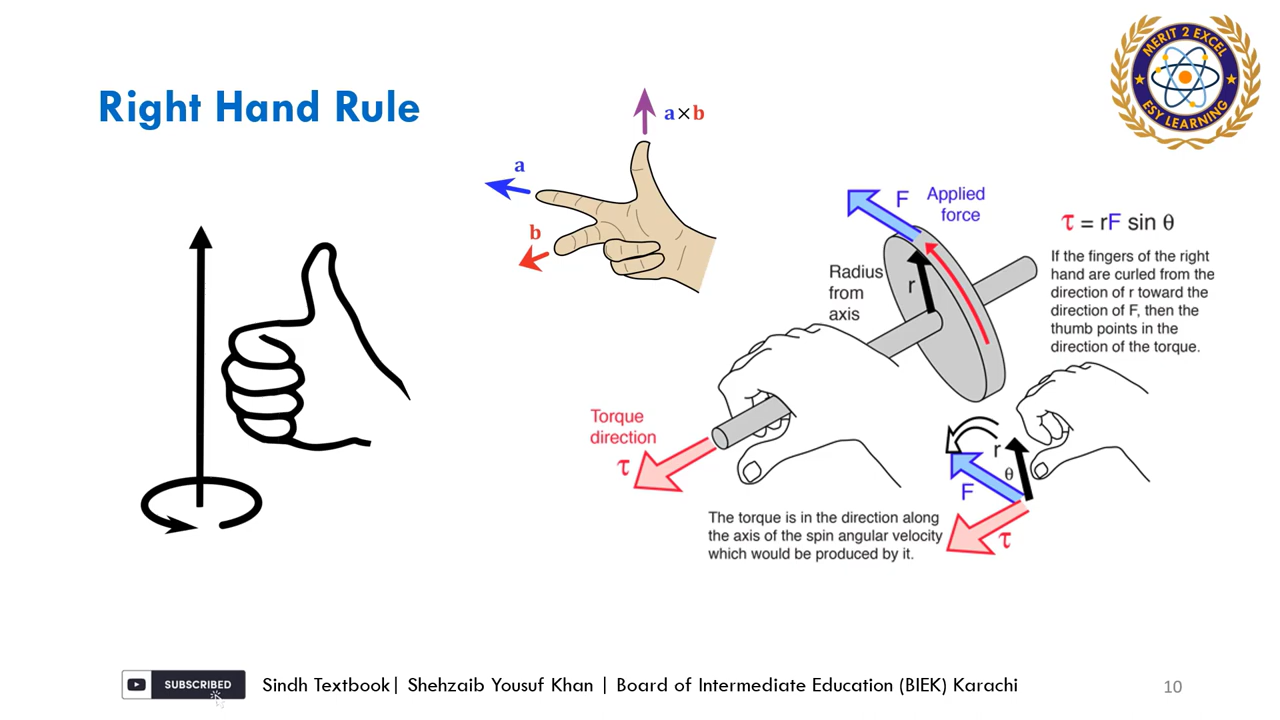 MERIT 2 EXCEL
ESY LEARNING
Right Hand Rule
a×b
a
b
F
Applied
force
Radius
from
axis
r
τ = rF sin θ
If the fingers of the right
hand are curled from the
direction of r toward the
direction of F, then the
thumb points in the
direction of the torque.
Torque
direction
τ
r
θ
F
τ
The torque is in the direction along
the axis of the spin angular velocity
which would be produced by it.
SUBSCRIBED
Sindh Textbook| Shehzaib Yousuf Khan | Board of Intermediate Education (BIEK) Karachi
10